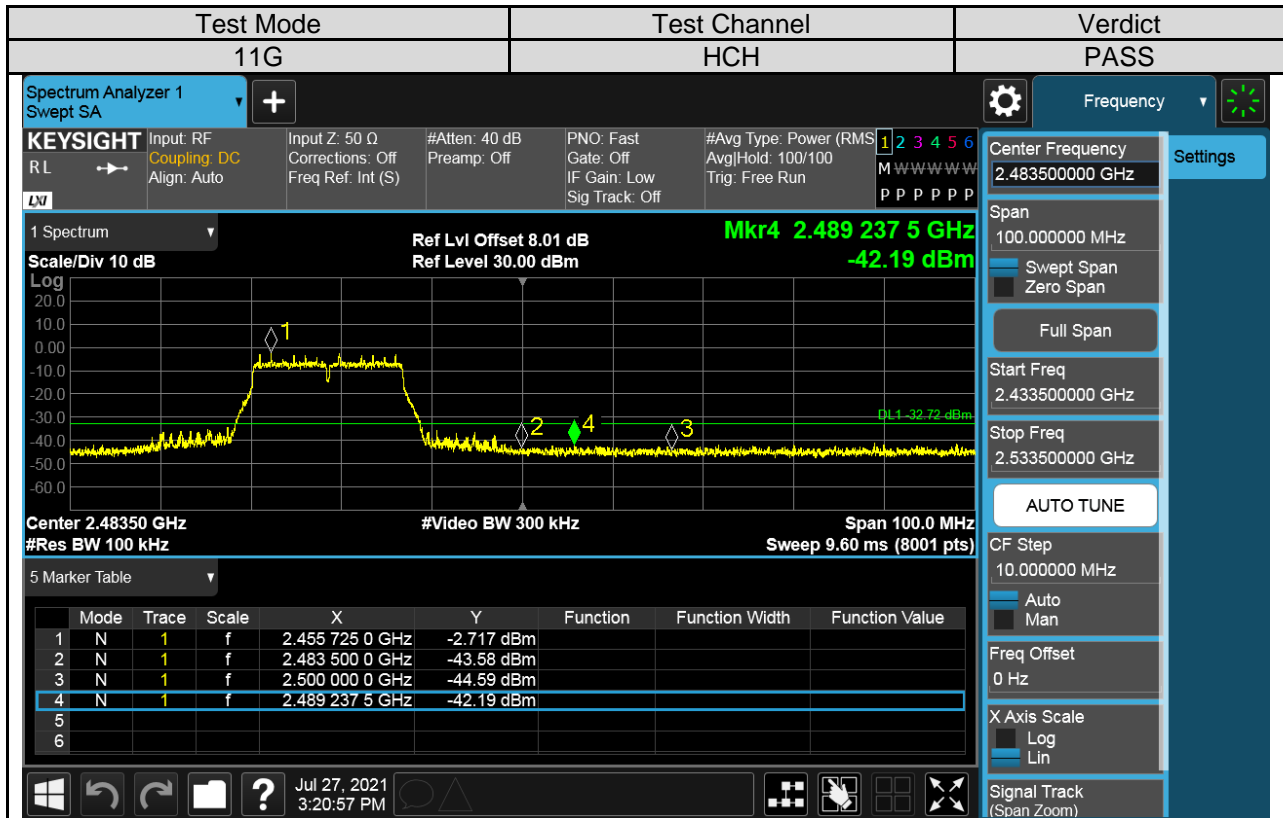 Test Mode Test Channel Verdict
11G HCH PASS
Spectrum Analyzer 1
Swept SA
+
Frequency
KEYSIGHT Input: RF Input Z: 50 Ω #Atten: 40 dB PNO: Fast #Avg Type: Power (RMS 1 2 3 4 5 6
RL Coupling: DC Corrections: Off Preamp: Off Gate: Off Avg|Hold: 100/100 M W W W W W
Align: Auto Freq Ref: Int (S) IF Gain: Low Trig: Free Run
LXI Sig Track: Off P P P P P P
1 Spectrum
Ref Lvl Offset 8.01 dB
Mkr4 2.489 237 5 GHz
Scale/Div 10 dB Ref Level 30.00 dBm -42.19 dBm
Log
20.0
10.0
0.00
-10.0
-20.0
-30.0
-40.0
-50.0
-60.0
1
2
4
3
DL1 -32.72 dBm
Center 2.48350 GHz #Video BW 300 kHz Span 100.0 MHz
#Res BW 100 kHz Sweep 9.60 ms (8001 pts)
5 Marker Table
Mode Trace Scale X Y Function Function Width Function Value
1 N 1 f 2.455 725 0 GHz -2.717 dBm
2 N 1 f 2.483 500 0 GHz -43.58 dBm
3 N 1 f 2.500 000 0 GHz -44.59 dBm
4 N 1 f 2.489 237 5 GHz -42.19 dBm
5
6
? Jul 27, 2021
3:20:57 PM
Center Frequency
2.483500000 GHz
Settings
Span
100.000000 MHz
Swept Span
Zero Span
Full Span
Start Freq
2.433500000 GHz
Stop Freq
2.533500000 GHz
AUTO TUNE
CF Step
10.000000 MHz
Auto
Man
Freq Offset
0 Hz
X Axis Scale
Log
Lin
Signal Track
(Span Zoom)